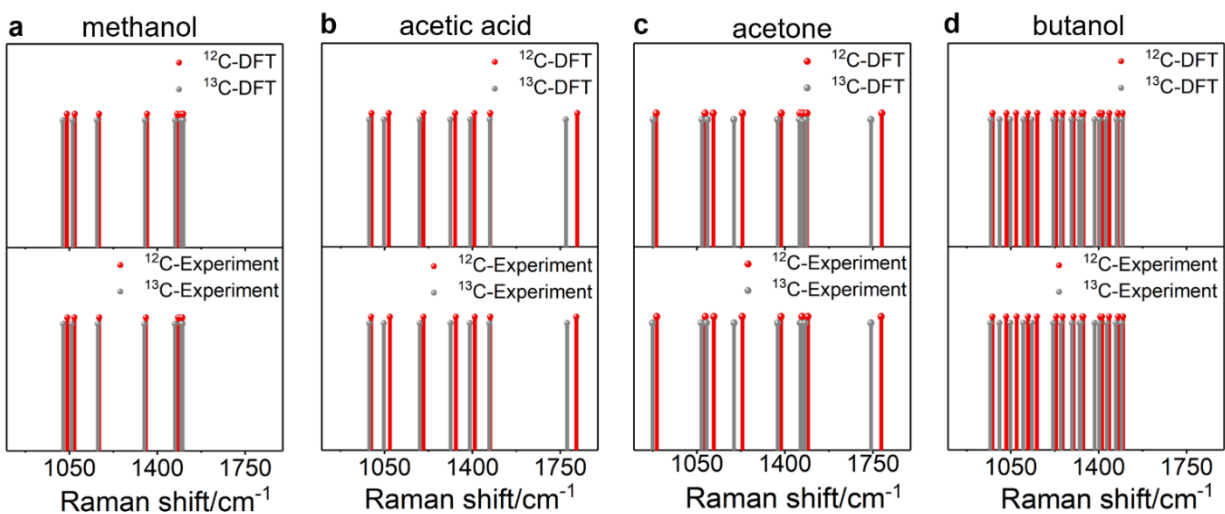 a methanol
¹²C-DFT
¹³C-DFT
¹²C-Experiment
¹³C-Experiment
1050 1400 1750
Raman shift/cm⁻¹
b acetic acid
¹²C-DFT
¹³C-DFT
¹²C-Experiment
¹³C-Experiment
1050 1400 1750
Raman shift/cm⁻¹
c acetone
¹²C-DFT
¹³C-DFT
¹²C-Experiment
¹³C-Experiment
1050 1400 1750
Raman shift/cm⁻¹
d butanol
¹²C-DFT
¹³C-DFT
¹²C-Experiment
¹³C-Experiment
1050 1400 1750
Raman shift/cm⁻¹